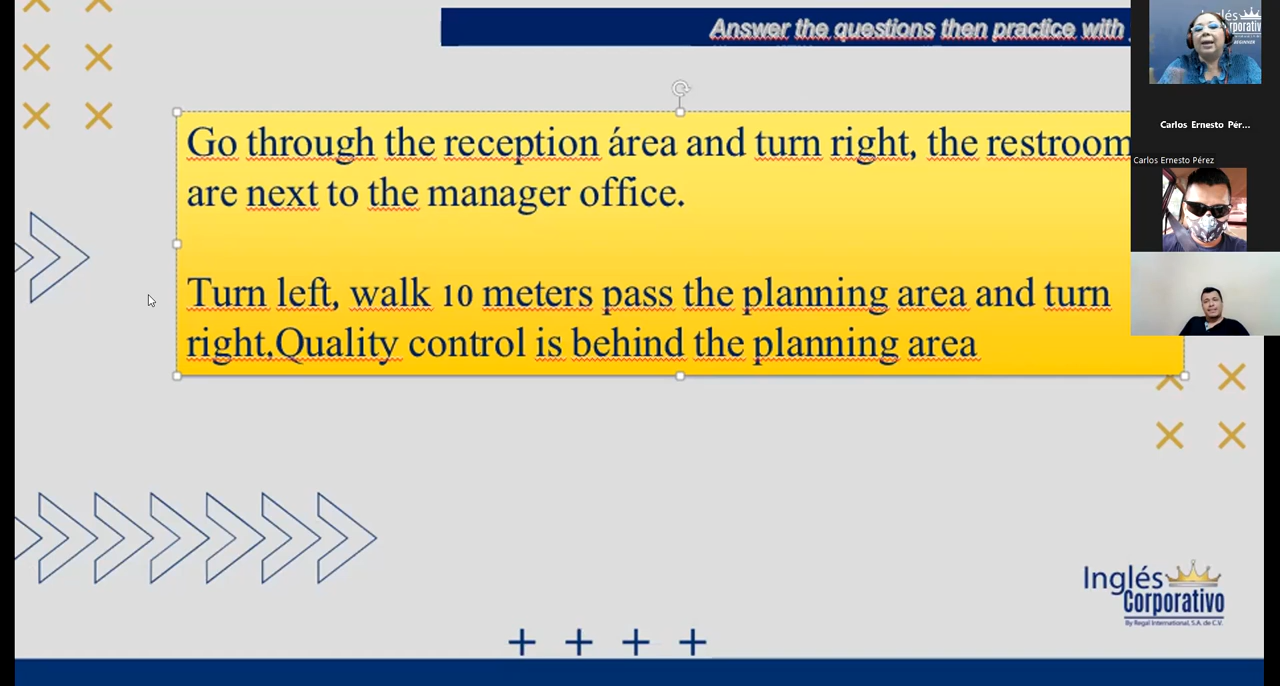 Answer the questions then practice with
Go through the reception área and turn right, the restroom
are next to the manager office.
Turn left, walk 10 meters pass the planning area and turn
right.Quality control is behind the planning area
Carlos Ernesto Pér...
Carlos Ernesto Pérez
Inglés
Corporativo
By Regal International, S.A. de C.V.